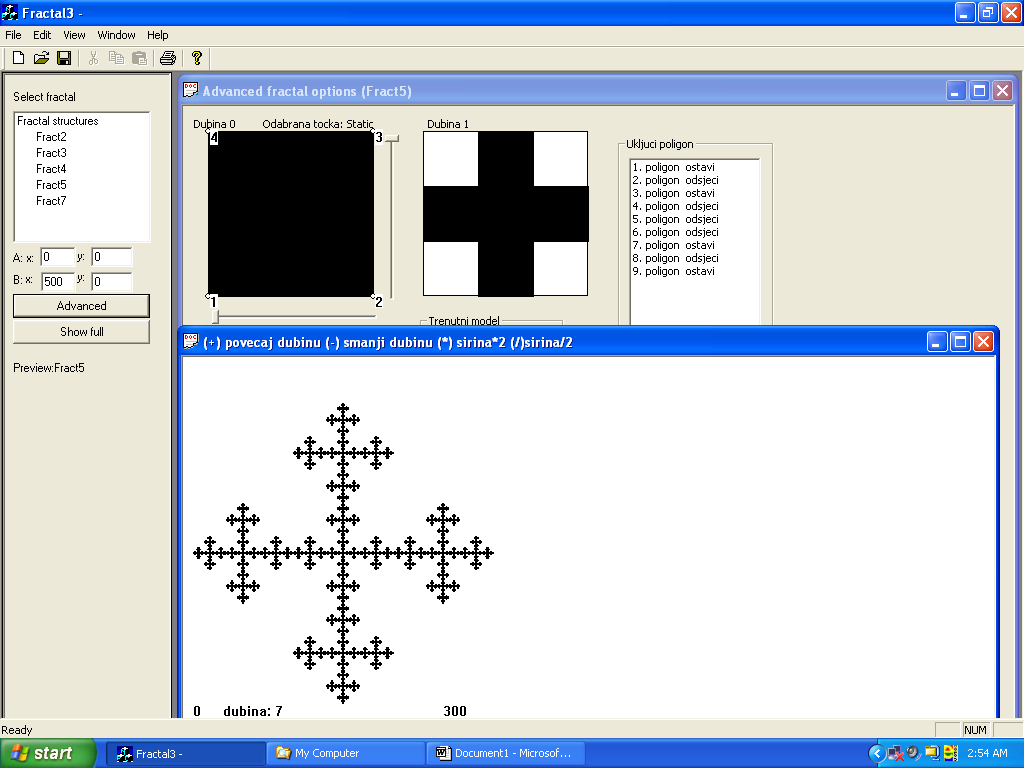 Fractal3 -
File Edit View Window Help
Select fractal
Fractal structures
Fract2
Fract3
Fract4
Fract5
Fract7
A: x: 0 y: 0
B: x: 500 y: 0
Advanced
Show full
Preview:Fract5
DOC Advanced fractal options (Fract5)
Dubina 0 Odabrana tocka: Static Dubina 1
4 3
1 2
Ukljuci poligon
1. poligon ostavi
2. poligon odsjeci
3. poligon ostavi
4. poligon odsjeci
5. poligon odsjeci
6. poligon odsjeci
7. poligon ostavi
8. poligon odsjeci
9. poligon ostavi
Trenutni model
DOC (+) povecaj dubinu (-) smanji dubinu (*) sirina*2 (/)sirina/2
0 dubina: 7 300
Ready NUM
start Fractal3 - My Computer Document1 - Microsof... 2:54 AM